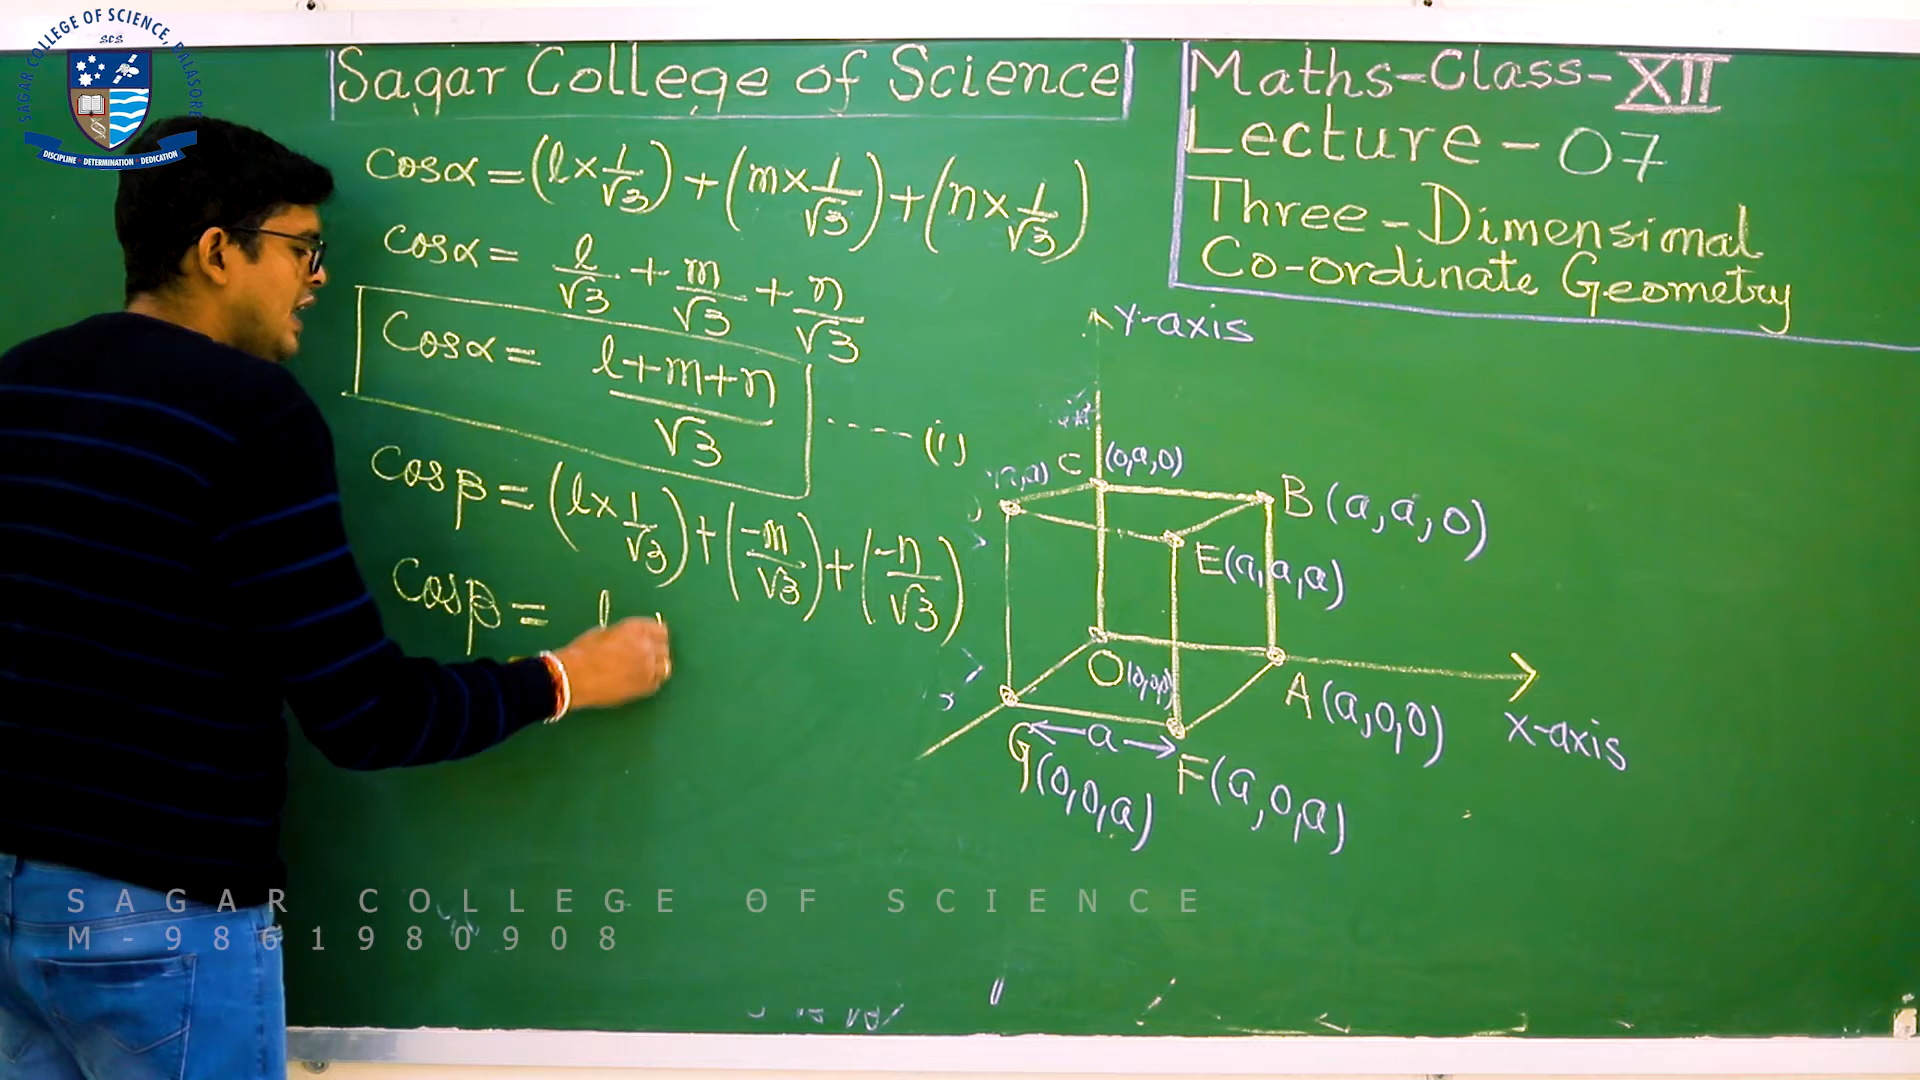 SAGAR COLLEGE OF SCIENCE, BALASORE
SCS
DISCIPLINE DETERMINATION DEDICATION
Sagar College of Science
Maths-Class-XII
Lecture-07
Three-Dimensional
Co-ordinate Geometry
cosα = (l×1/√3) + (m×1/√3) + (n×1/√3)
cosα = l/√3 + m/√3 + n/√3
Cosα = (l+m+n)/√3 ----- (i)
Cosβ = (l×1/√3) + (-m/√3) + (-n/√3)
Cosβ = l
Y-axis
C (0,a,0)
B (a,a,0)
E(a,a,a)
O(0,0,0)
A (a,0,0)
X-axis
a
G(0,0,a)
F(a,0,a)
SAGAR COLLEGE OF SCIENCE
M-9861980908